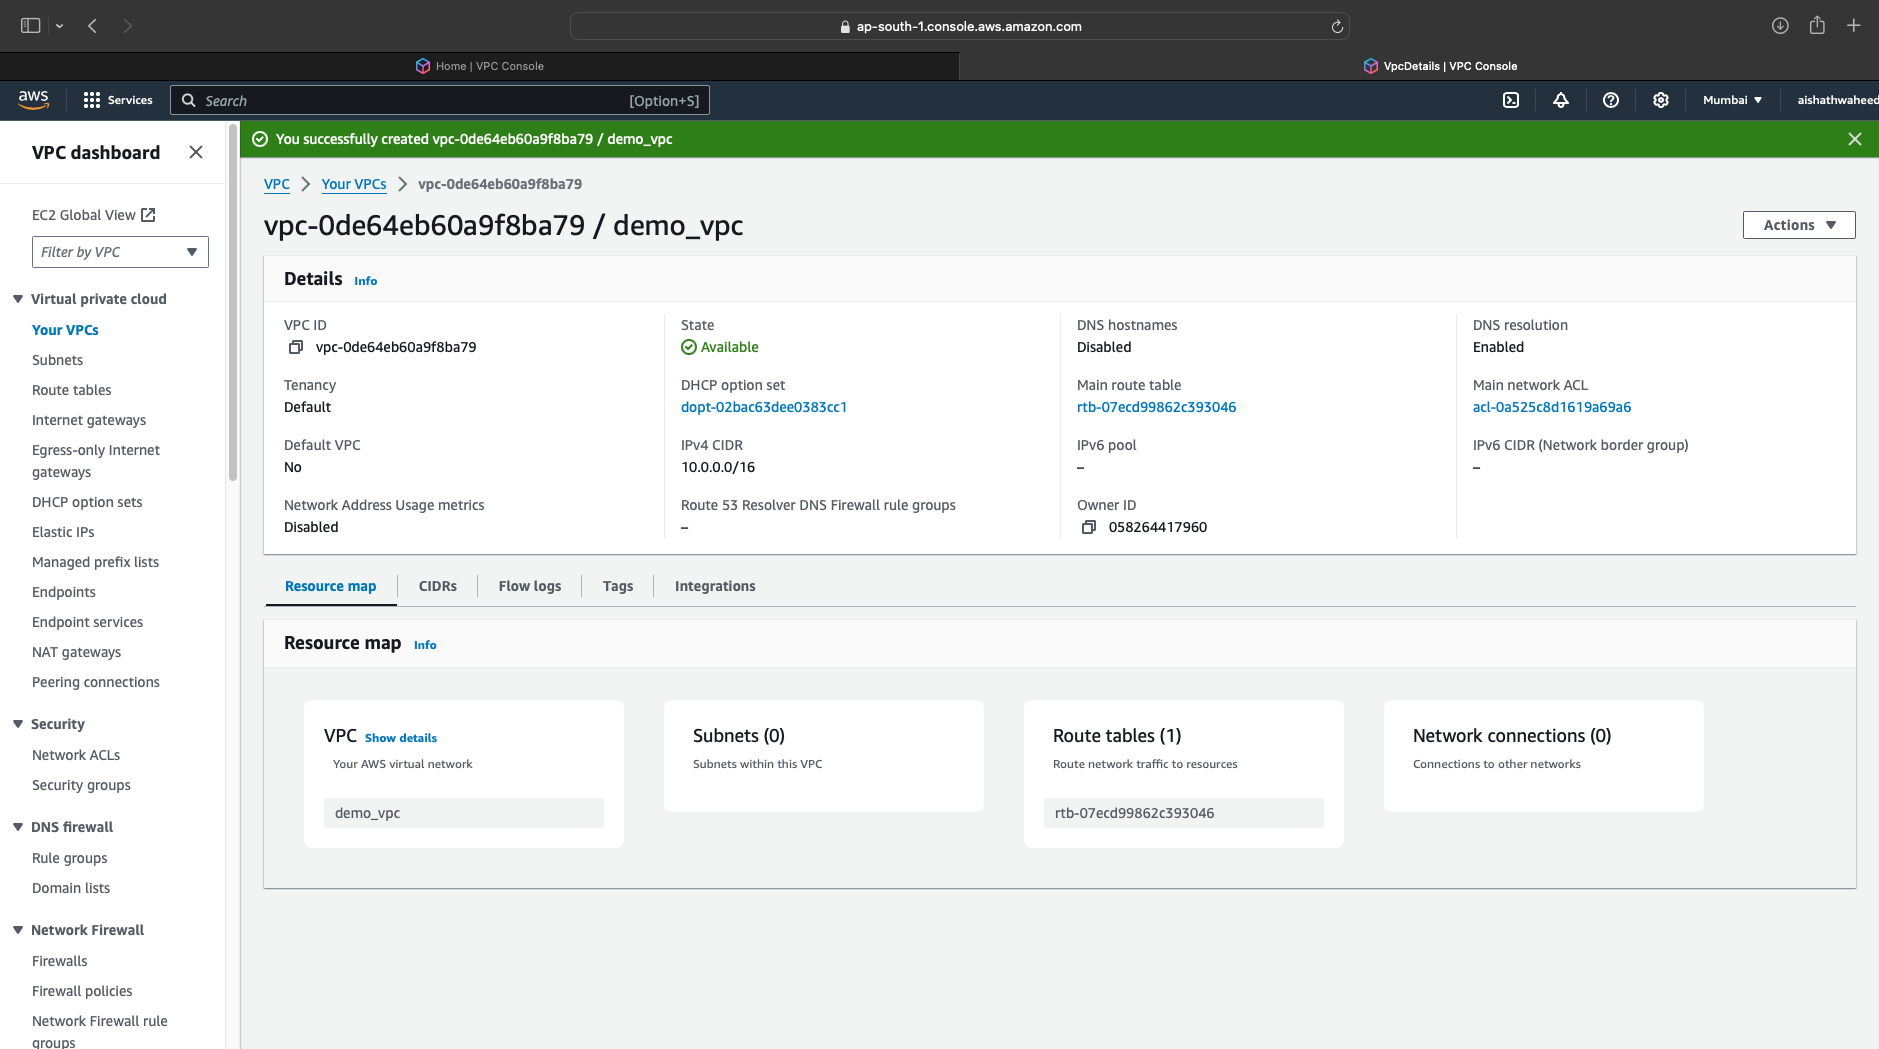 ap-south-1.console.aws.amazon.com
Home | VPC Console
VpcDetails | VPC Console
aws
Services
Search
[Option+S]
Mumbai
aishathwaheed
VPC dashboard
EC2 Global View
Filter by VPC
Virtual private cloud
Your VPCs
Subnets
Route tables
Internet gateways
Egress-only Internet
gateways
DHCP option sets
Elastic IPs
Managed prefix lists
Endpoints
Endpoint services
NAT gateways
Peering connections
Security
Network ACLs
Security groups
DNS firewall
Rule groups
Domain lists
Network Firewall
Firewalls
Firewall policies
Network Firewall rule
groups
You successfully created vpc-0de64eb60a9f8ba79 / demo_vpc
VPC
Your VPCs
vpc-0de64eb60a9f8ba79
vpc-0de64eb60a9f8ba79 / demo_vpc
Actions
Details Info
VPC ID
vpc-0de64eb60a9f8ba79
State
Available
DNS hostnames
Disabled
DNS resolution
Enabled
Tenancy
Default
DHCP option set
dopt-02bac63dee0383cc1
Main route table
rtb-07ecd99862c393046
Main network ACL
acl-0a525c8d1619a69a6
Default VPC
No
IPv4 CIDR
10.0.0.0/16
IPv6 pool
–
IPv6 CIDR (Network border group)
–
Network Address Usage metrics
Disabled
Route 53 Resolver DNS Firewall rule groups
–
Owner ID
058264417960
Resource map
CIDRs
Flow logs
Tags
Integrations
Resource map Info
VPC Show details
Your AWS virtual network
demo_vpc
Subnets (0)
Subnets within this VPC
Route tables (1)
Route network traffic to resources
rtb-07ecd99862c393046
Network connections (0)
Connections to other networks